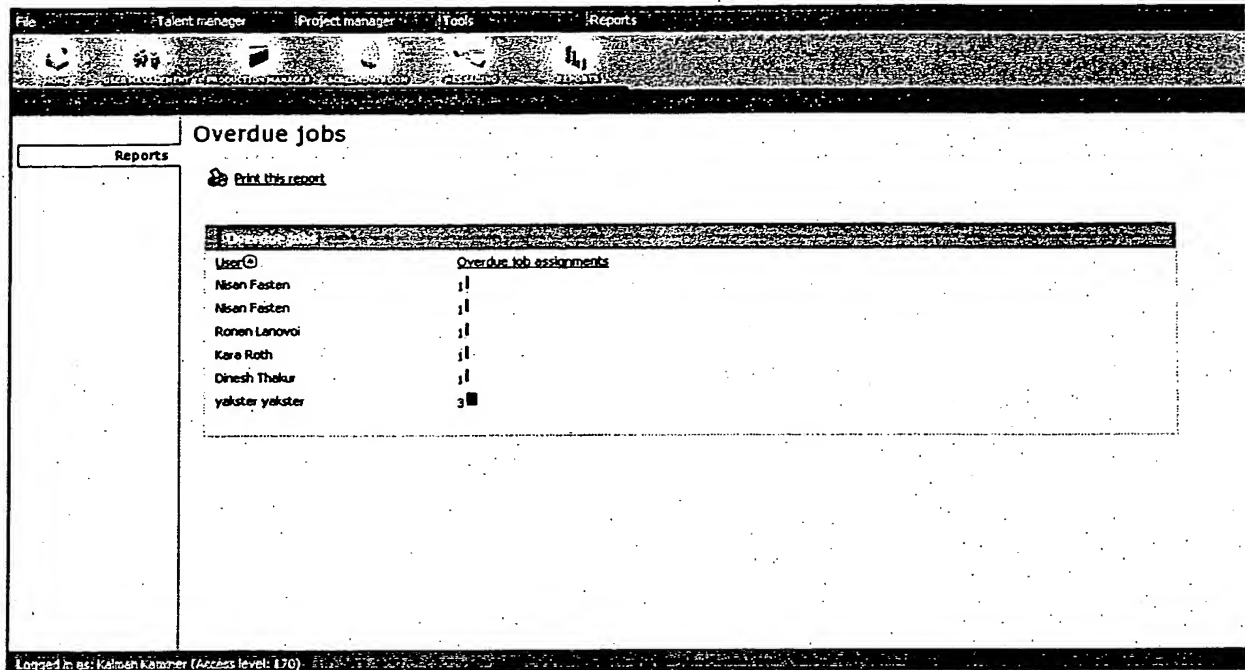 File Talent manager Project manager Tools Reports
Overdue jobs
Reports
Print this report
Overdue jobs
User Overdue job assignments
Nisan Fasten 1
Nisan Fasten 1
Ronen Lanovoi 1
Kara Roth 1
Dinesh Thakur 1
yakster yakster 3
Logged in as: Kalman Kammer (Access level: 170)